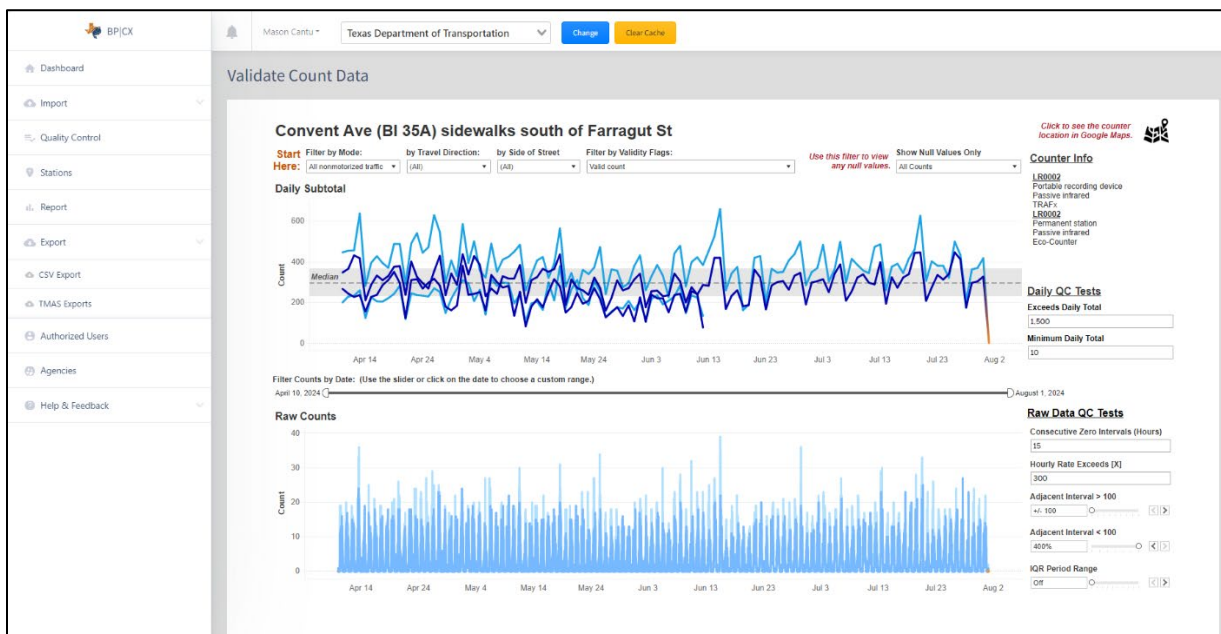 BP|CX
Mason Cantu
Texas Department of Transportation
Change
Clear Cache
Dashboard
Import
Quality Control
Stations
Report
Export
CSV Export
TMAS Exports
Authorized Users
Agencies
Help & Feedback
Validate Count Data
Convent Ave (BI 35A) sidewalks south of Farragut St
Click to see the counter
location in Google Maps.
Start
Here:
Filter by Mode:
All nonmotorized traffic
by Travel Direction:
(All)
by Side of Street
(All)
Filter by Validity Flags:
Valid count
Use this filter to view
any null values.
Show Null Values Only
All Counts
Counter Info
LR0002
Portable recording device
Passive infrared
TRAFx
LR0002
Permanent station
Passive infrared
Eco-Counter
Daily Subtotal
Count
600
400
200
0
Median
Apr 14
Apr 24
May 4
May 14
May 24
Jun 3
Jun 13
Jun 23
Jul 3
Jul 13
Jul 23
Aug 2
Daily QC Tests
Exceeds Daily Total
1,500
Minimum Daily Total
10
Filter Counts by Date: (Use the slider or click on the date to choose a custom range.)
April 10, 2024
August 1, 2024
Raw Counts
Count
40
30
20
10
0
Apr 14
Apr 24
May 4
May 14
May 24
Jun 3
Jun 13
Jun 23
Jul 3
Jul 13
Jul 23
Aug 2
Raw Data QC Tests
Consecutive Zero Intervals (Hours)
15
Hourly Rate Exceeds [X]
300
Adjacent Interval > 100
+/- 100
Adjacent Interval < 100
400%
IQR Period Range
Off